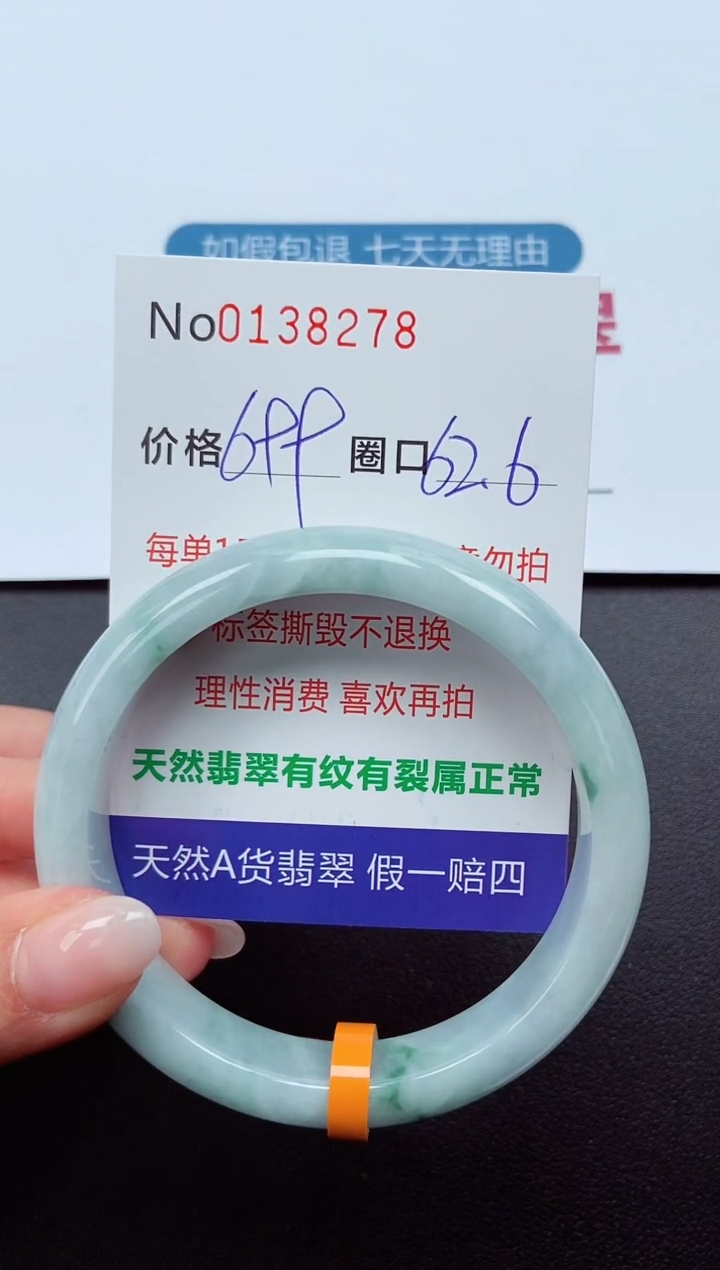 如假包退 七天无理由
No0138278
价格699 圈口62.6
每单1 意勿拍
标签撕毁不退换
理性消费 喜欢再拍
天然翡翠有纹有裂属正常
天然A货翡翠 假一赔四